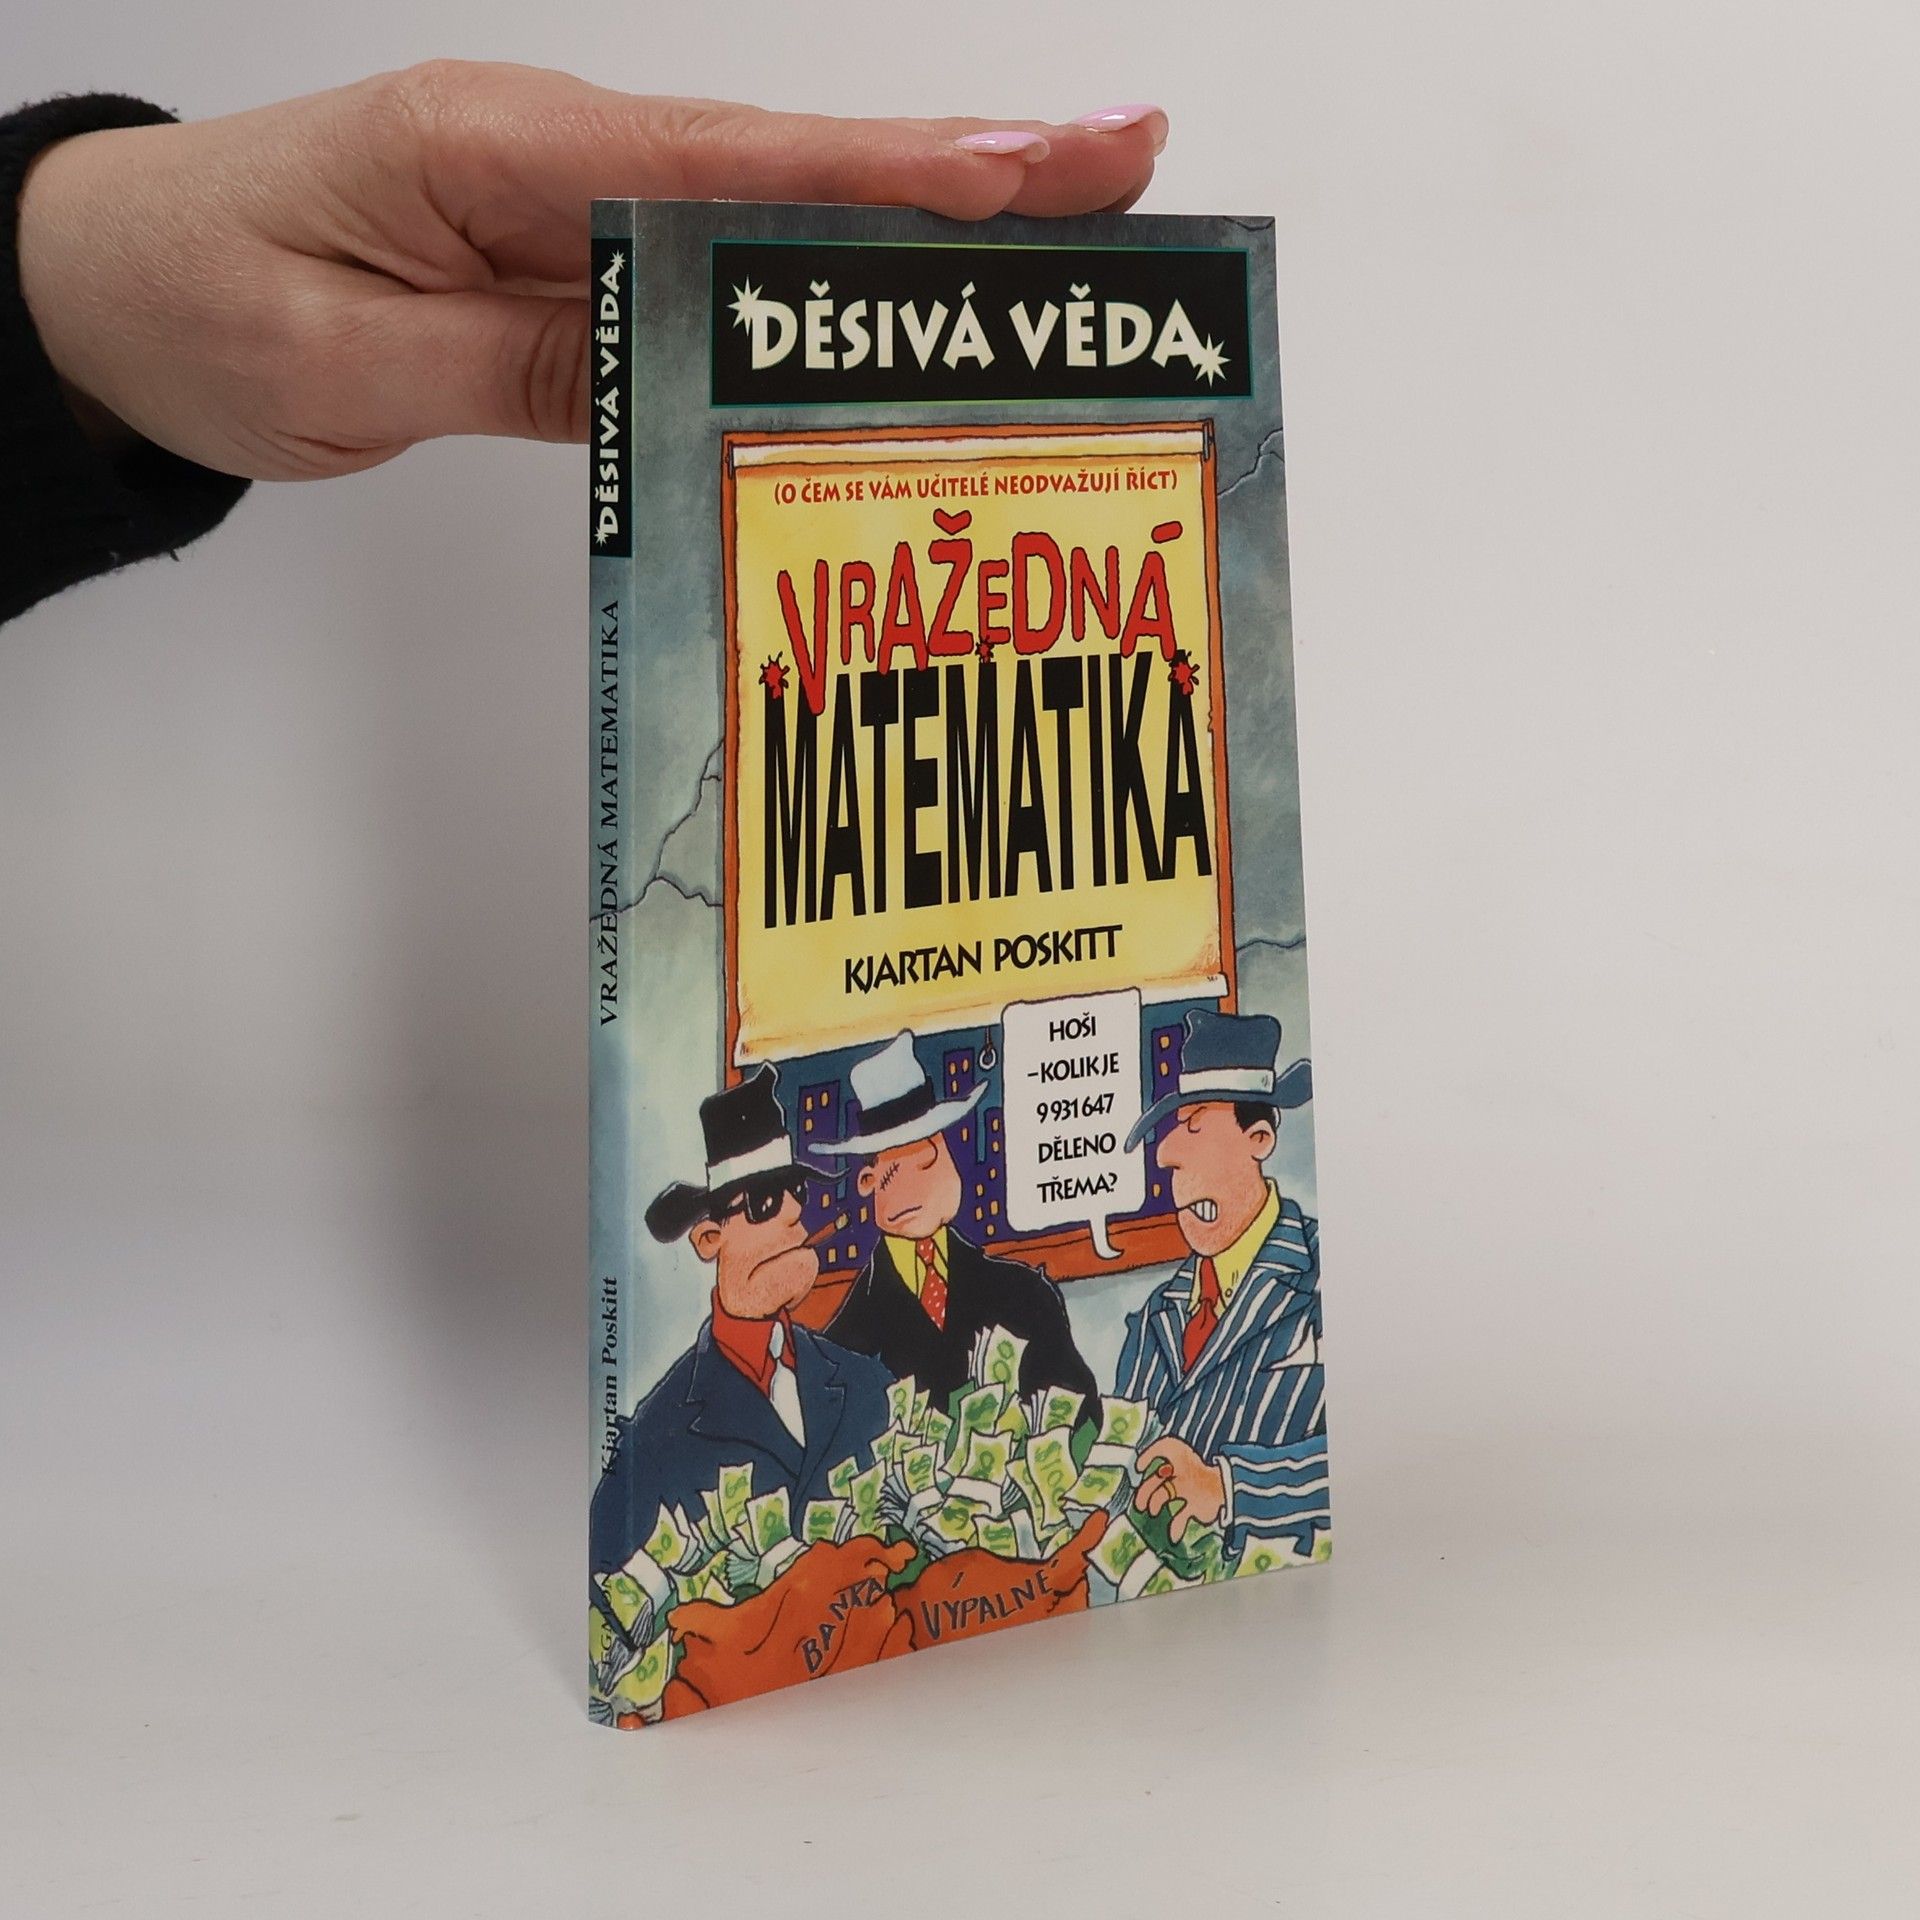 DĚSIVÁ VĚDA
VRAŽEDNÁ MATEMATIKA
Kjartan Poskitt
EGMONT
DĚSIVÁ VĚDA
(O ČEM SE VÁM UČITELÉ NEODVAŽUJÍ ŘÍCT)
VRAŽEDNÁ
MATEMATIKA
KJARTAN POSKITT
HOŠI
–KOLIK JE
9 931 647
DĚLENO
TŘEMA?
BANKA
VÝPALNÉ